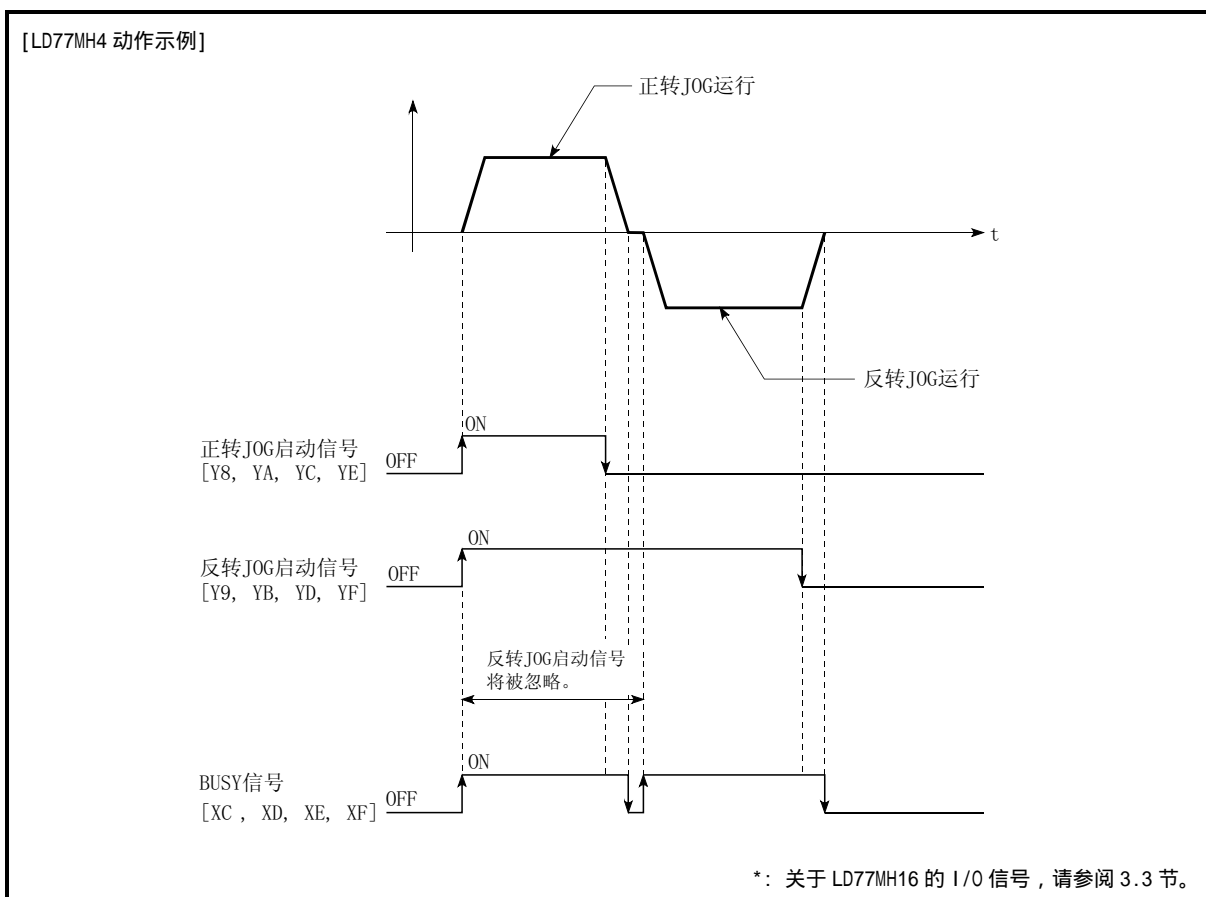 [LD77MH4 动作示例]
正转JOG运行
t
反转JOG运行
正转JOG启动信号
[Y8, YA, YC, YE]
OFF
ON
反转JOG启动信号
[Y9, YB, YD, YF]
OFF
ON
反转JOG启动信号
将被忽略。
BUSY信号
[XC , XD, XE, XF]
OFF
ON
*: 关于 LD77MH16 的 I/O 信号，请参阅 3.3 节。